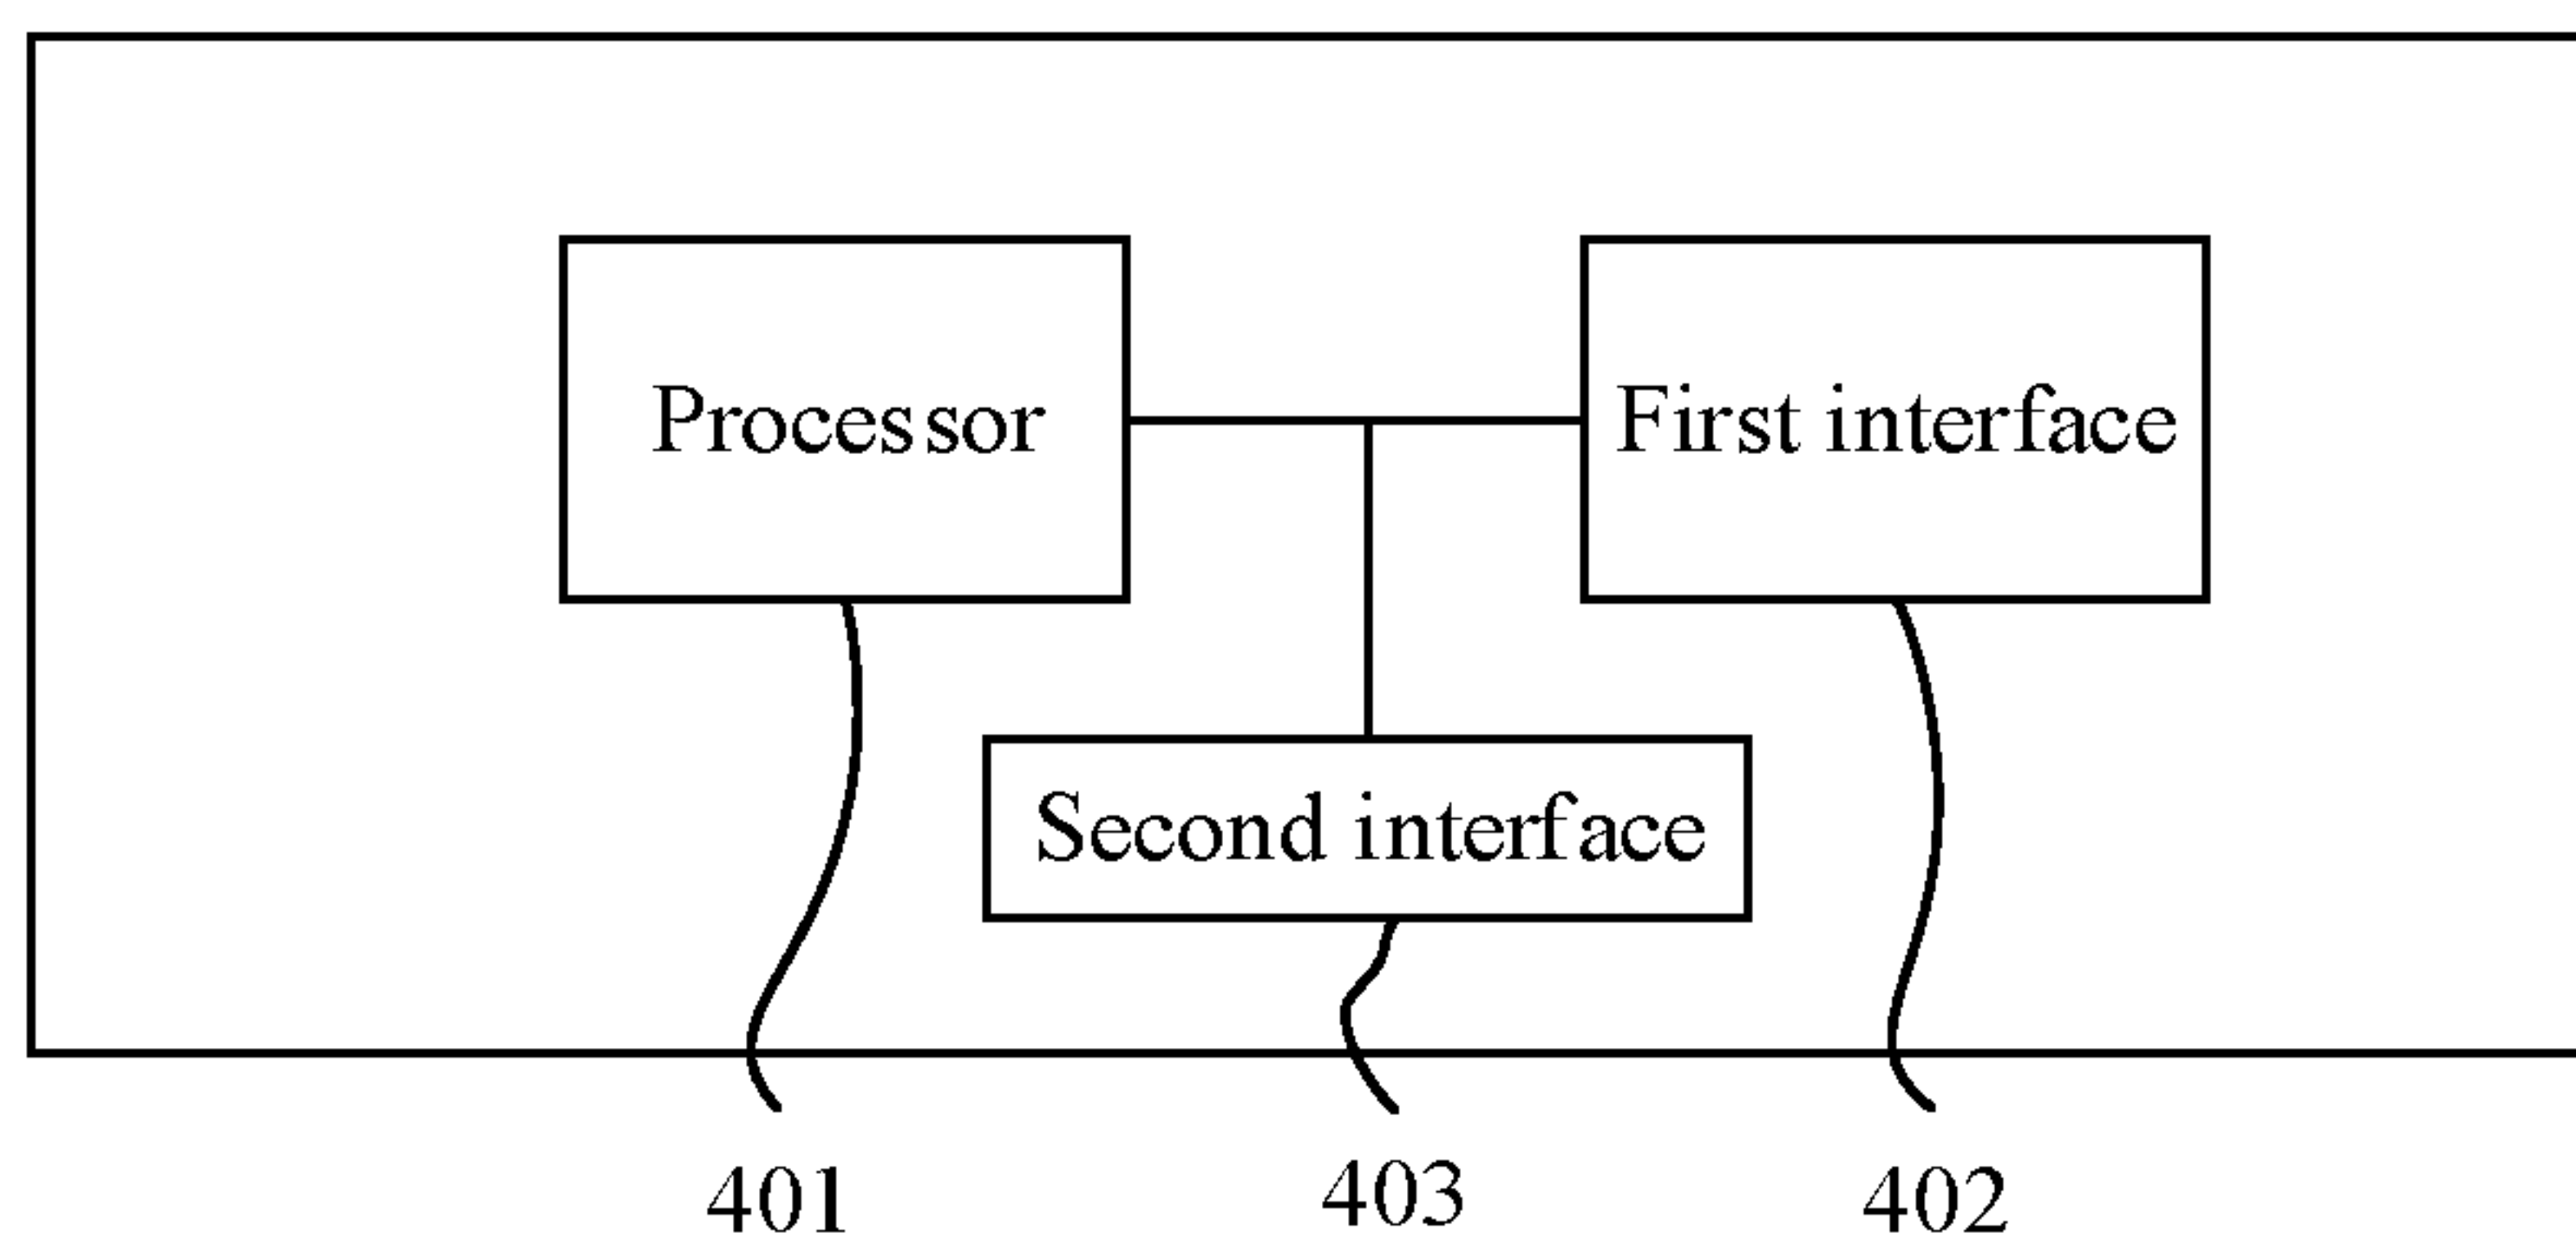 Processor
First interface
Second interface
401
403
402